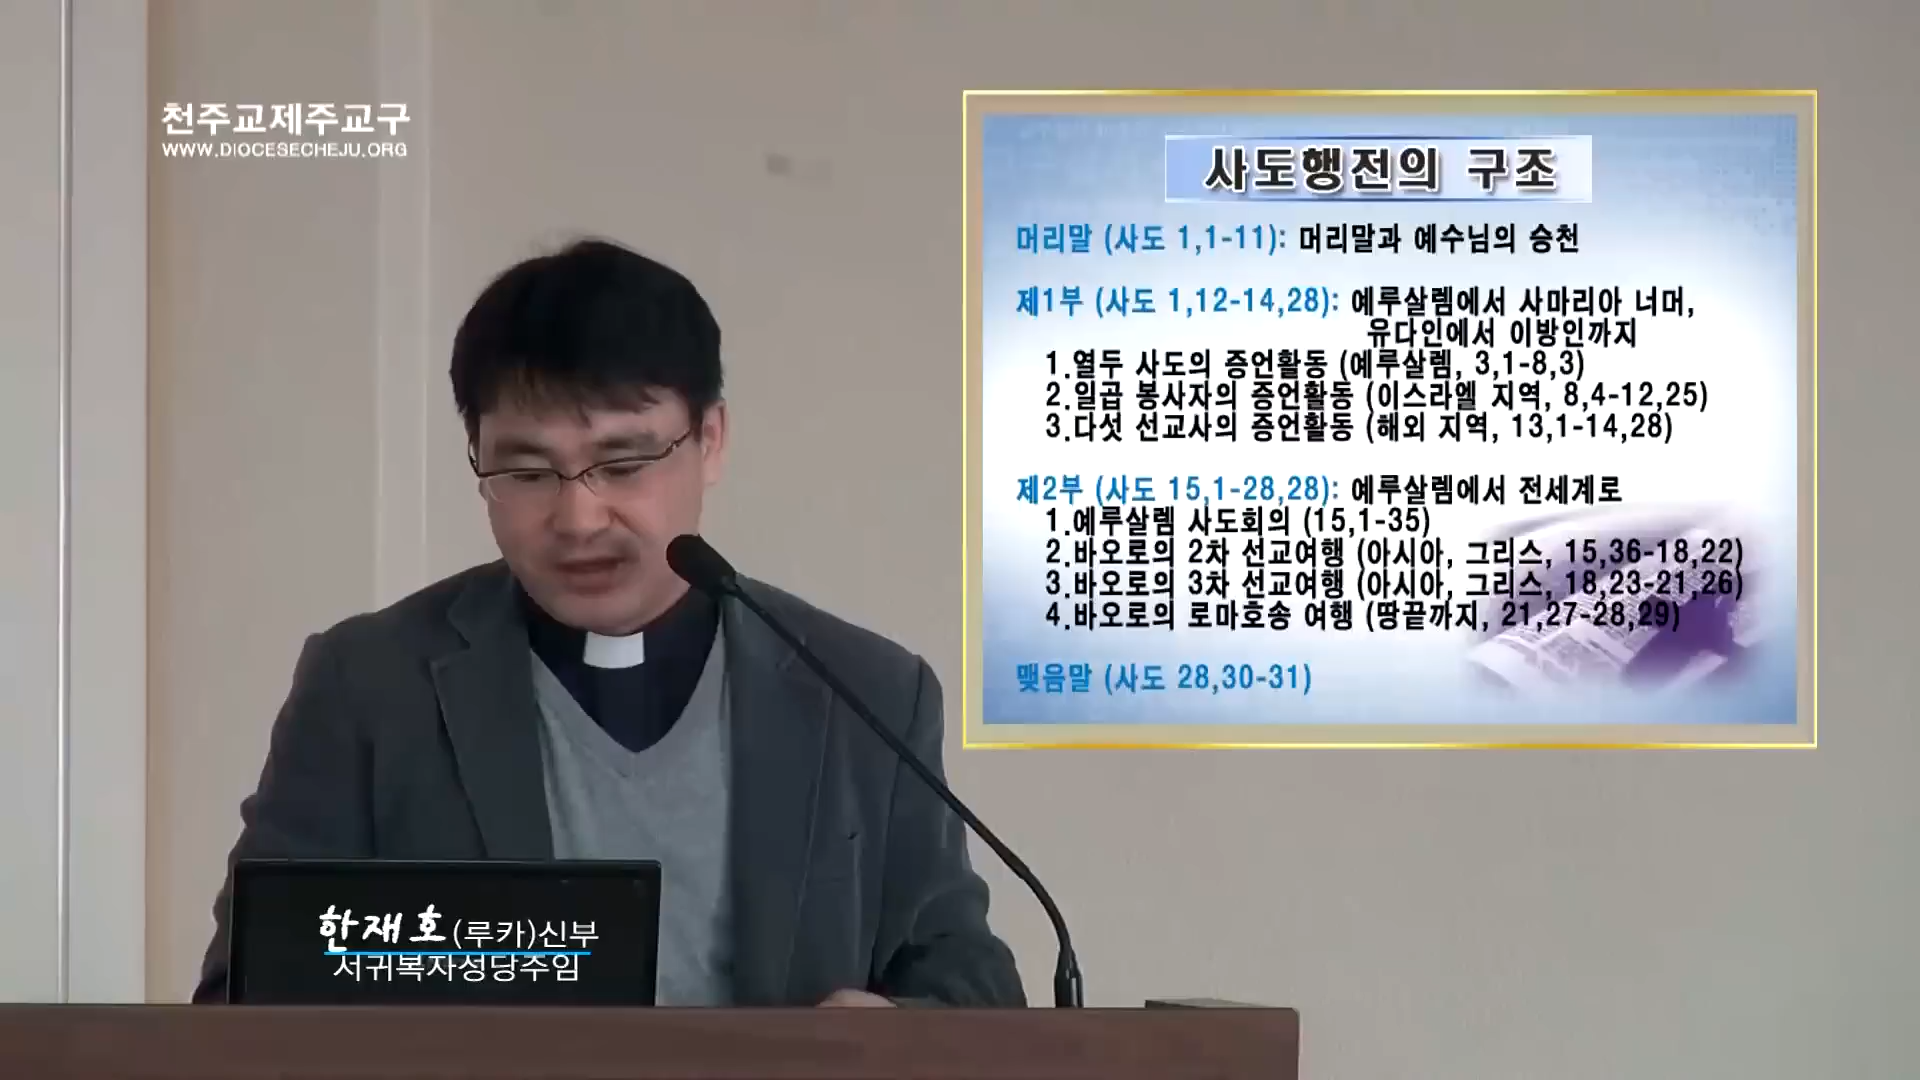 천주교제주교구
WWW.DIOCESECHEJU.ORG
사도행전의 구조
머리말 (사도 1,1-11): 머리말과 예수님의 승천
제1부 (사도 1,12-14,28): 예루살렘에서 사마리아 너머,
유다인에서 이방인까지
1.열두 사도의 증언활동 (예루살렘, 3,1-8,3)
2.일곱 봉사자의 증언활동 (이스라엘 지역, 8,4-12,25)
3.다섯 선교사의 증언활동 (해외 지역, 13,1-14,28)
제2부 (사도 15,1-28,28): 예루살렘에서 전세계로
1.예루살렘 사도회의 (15,1-35)
2.바오로의 2차 선교여행 (아시아, 그리스, 15,36-18,22)
3.바오로의 3차 선교여행 (아시아, 그리스, 18,23-21,26)
4.바오로의 로마호송 여행 (땅끝까지, 21,27-28,29)
맺음말 (사도 28,30-31)
한재호(루카)신부
서귀복자성당주임